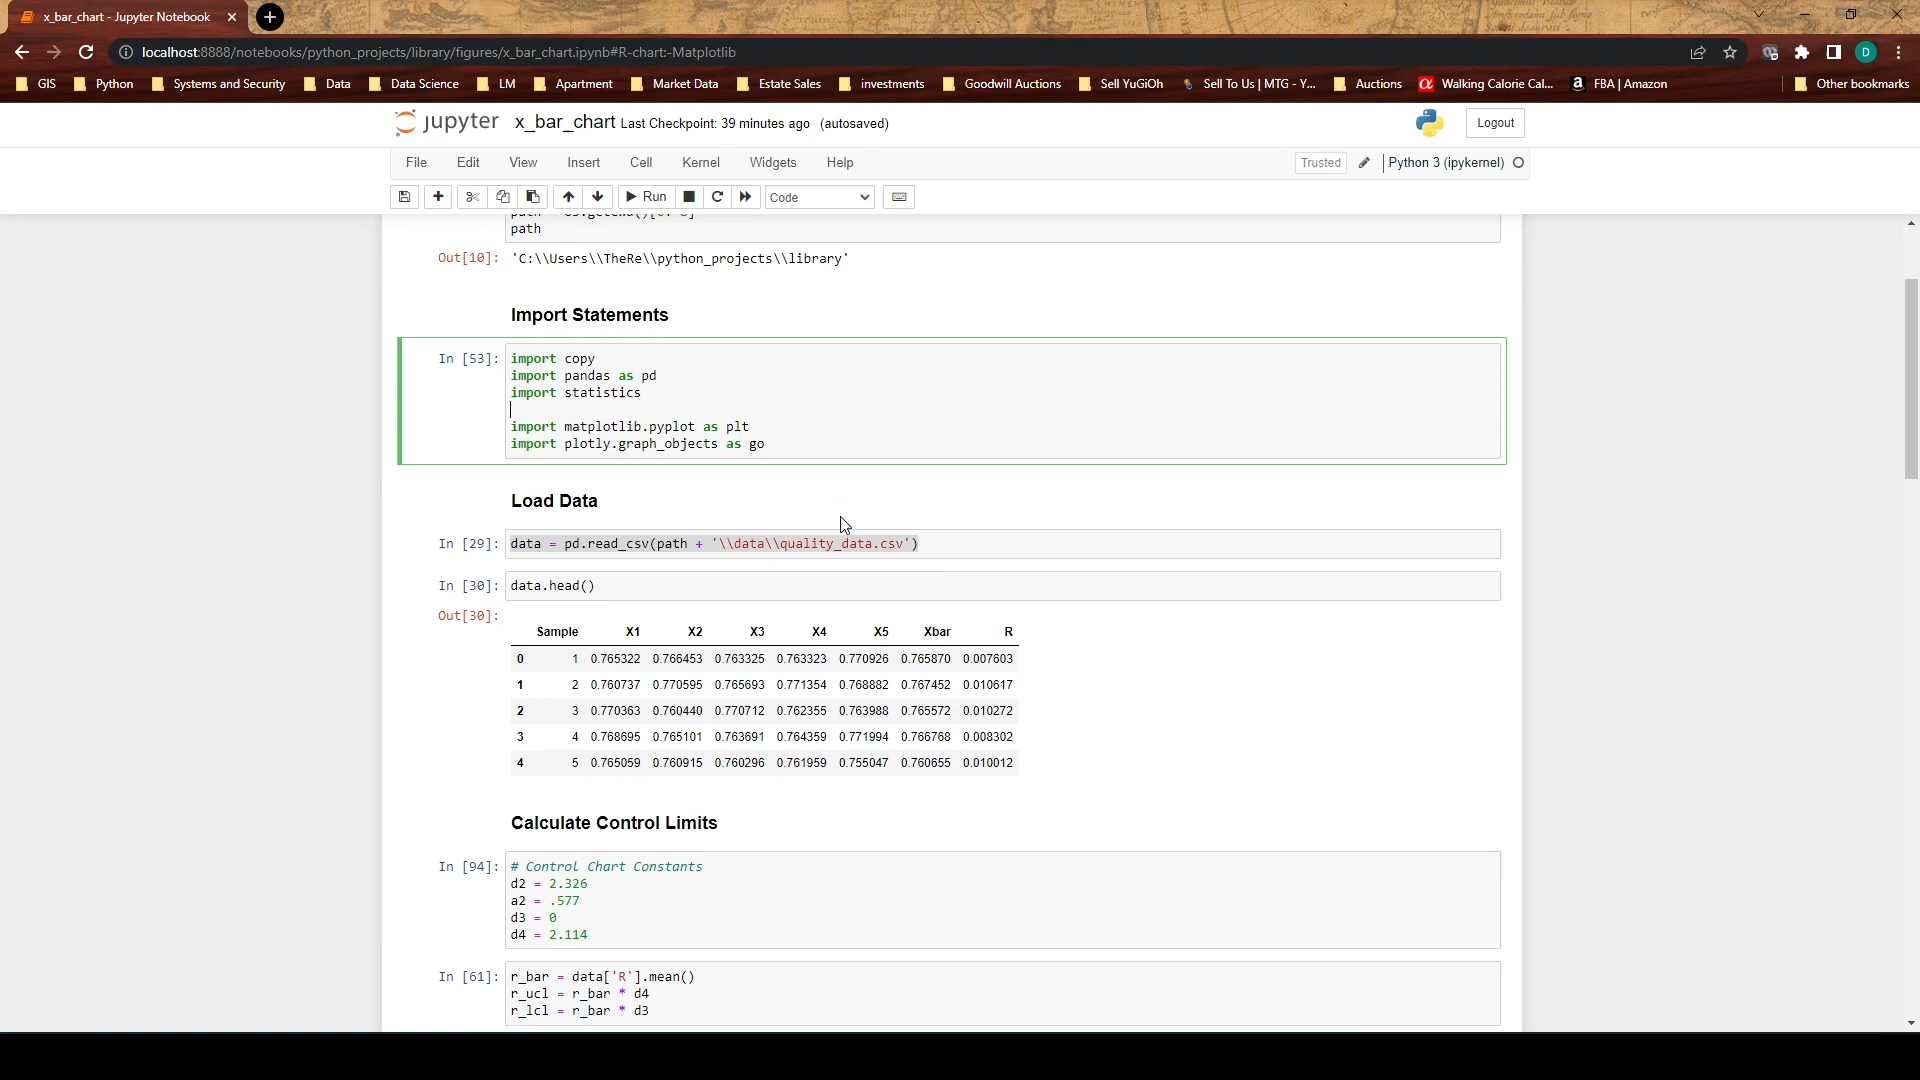 x_bar_chart - Jupyter Notebook
localhost:8888/notebooks/python_projects/library/figures/x_bar_chart.ipynb#R-chart:-Matplotlib
D
GIS Python Systems and Security Data Data Science LM Apartment Market Data Estate Sales investments Goodwill Auctions Sell YuGiOh Sell To Us | MTG - Y... Auctions Walking Calorie Cal... FBA | Amazon Other bookmarks
jupyter x_bar_chart Last Checkpoint: 39 minutes ago (autosaved) Logout
File Edit View Insert Cell Kernel Widgets Help Trusted Python 3 (ipykernel)
Run Code
path
Out[10]: 'C:\\Users\\TheRe\\python_projects\\library'
Import Statements
In [53]: import copy
import pandas as pd
import statistics
import matplotlib.pyplot as plt
import plotly.graph_objects as go
Load Data
In [29]: data = pd.read_csv(path + '\\data\\quality_data.csv')
In [30]: data.head()
Out[30]:
Sample X1 X2 X3 X4 X5 Xbar R
0 1 0.765322 0.766453 0.763325 0.763323 0.770926 0.765870 0.007603
1 2 0.760737 0.770595 0.765693 0.771354 0.768882 0.767452 0.010617
2 3 0.770363 0.760440 0.770712 0.762355 0.763988 0.765572 0.010272
3 4 0.768695 0.765101 0.763691 0.764359 0.771994 0.766768 0.008302
4 5 0.765059 0.760915 0.760296 0.761959 0.755047 0.760655 0.010012
Calculate Control Limits
In [94]: # Control Chart Constants
d2 = 2.326
a2 = .577
d3 = 0
d4 = 2.114
In [61]: r_bar = data['R'].mean()
r_ucl = r_bar * d4
r_lcl = r_bar * d3